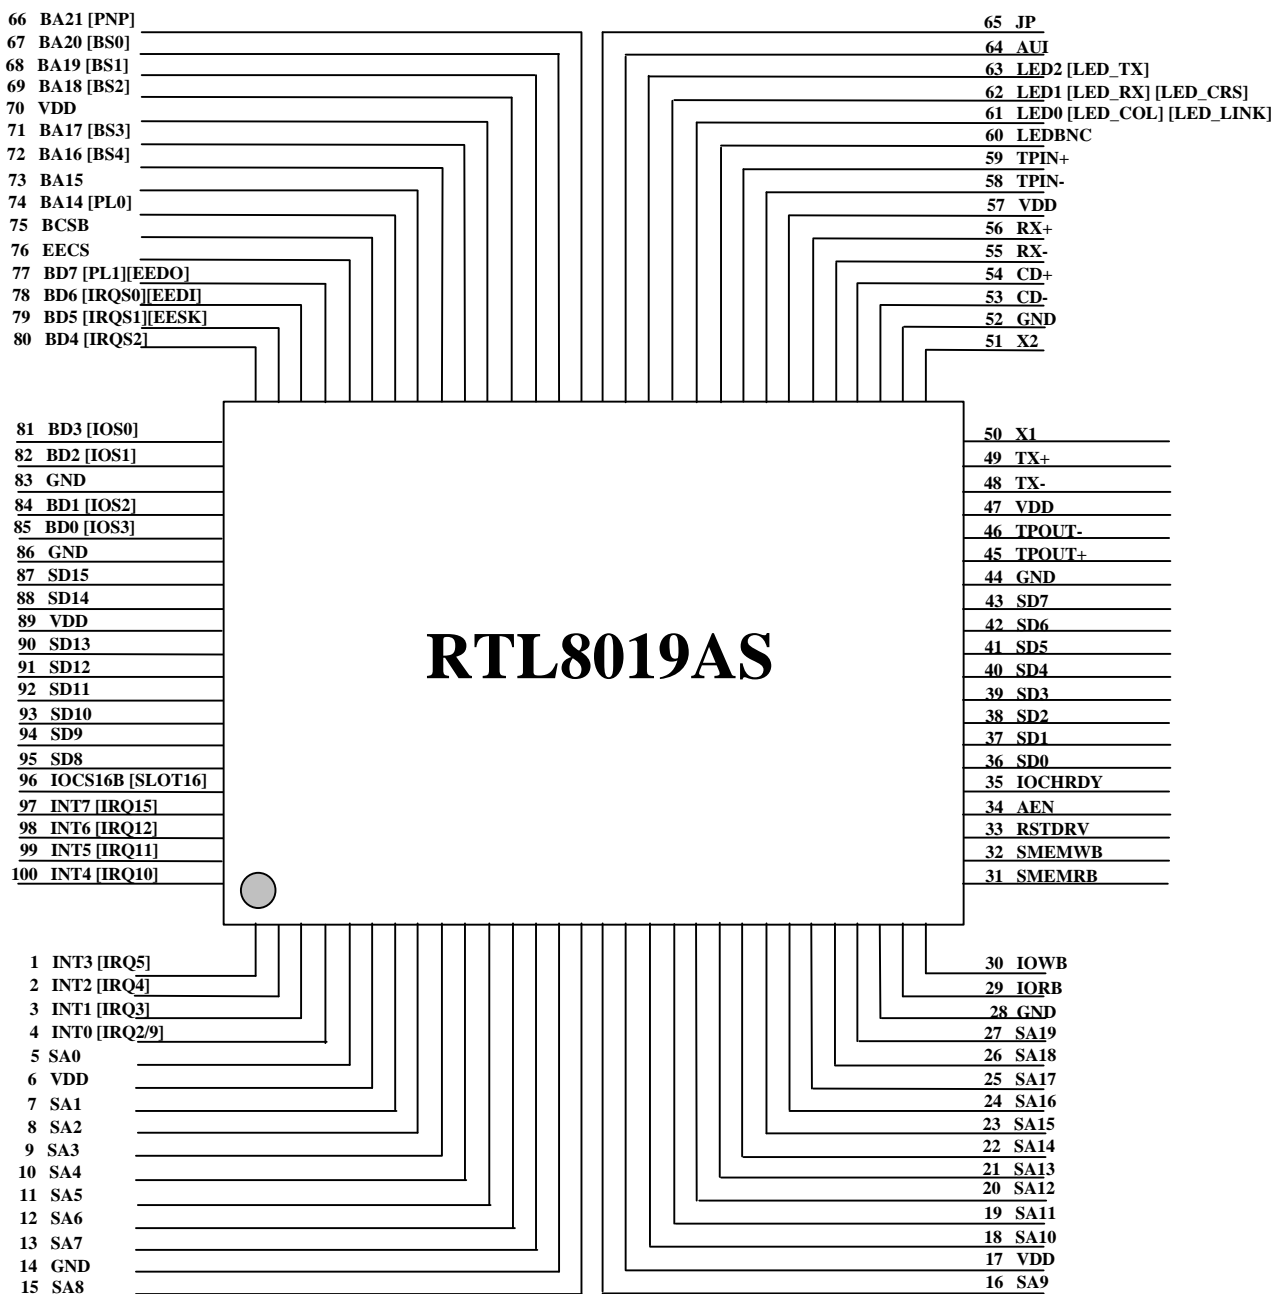 66 BA21 [PNP]
67 BA20 [BS0]
68 BA19 [BS1]
69 BA18 [BS2]
70 VDD
71 BA17 [BS3]
72 BA16 [BS4]
73 BA15
74 BA14 [PL0]
75 BCSB
76 EECS
77 BD7 [PL1][EEDO]
78 BD6 [IRQS0][EEDI]
79 BD5 [IRQS1][EESK]
80 BD4 [IRQS2]
65 JP
64 AUI
63 LED2 [LED_TX]
62 LED1 [LED_RX] [LED_CRS]
61 LED0 [LED_COL] [LED_LINK]
60 LEDBNC
59 TPIN+
58 TPIN-
57 VDD
56 RX+
55 RX-
54 CD+
53 CD-
52 GND
51 X2
81 BD3 [IOS0]
82 BD2 [IOS1]
83 GND
84 BD1 [IOS2]
85 BD0 [IOS3]
86 GND
87 SD15
88 SD14
89 VDD
90 SD13
91 SD12
92 SD11
93 SD10
94 SD9
95 SD8
96 IOCS16B [SLOT16]
97 INT7 [IRQ15]
98 INT6 [IRQ12]
99 INT5 [IRQ11]
100 INT4 [IRQ10]
RTL8019AS
50 X1
49 TX+
48 TX-
47 VDD
46 TPOUT-
45 TPOUT+
44 GND
43 SD7
42 SD6
41 SD5
40 SD4
39 SD3
38 SD2
37 SD1
36 SD0
35 IOCHRDY
34 AEN
33 RSTDRV
32 SMEMWB
31 SMEMRB
1 INT3 [IRQ5]
2 INT2 [IRQ4]
3 INT1 [IRQ3]
4 INT0 [IRQ2/9]
5 SA0
6 VDD
7 SA1
8 SA2
9 SA3
10 SA4
11 SA5
12 SA6
13 SA7
14 GND
15 SA8
30 IOWB
29 IORB
28 GND
27 SA19
26 SA18
25 SA17
24 SA16
23 SA15
22 SA14
21 SA13
20 SA12
19 SA11
18 SA10
17 VDD
16 SA9